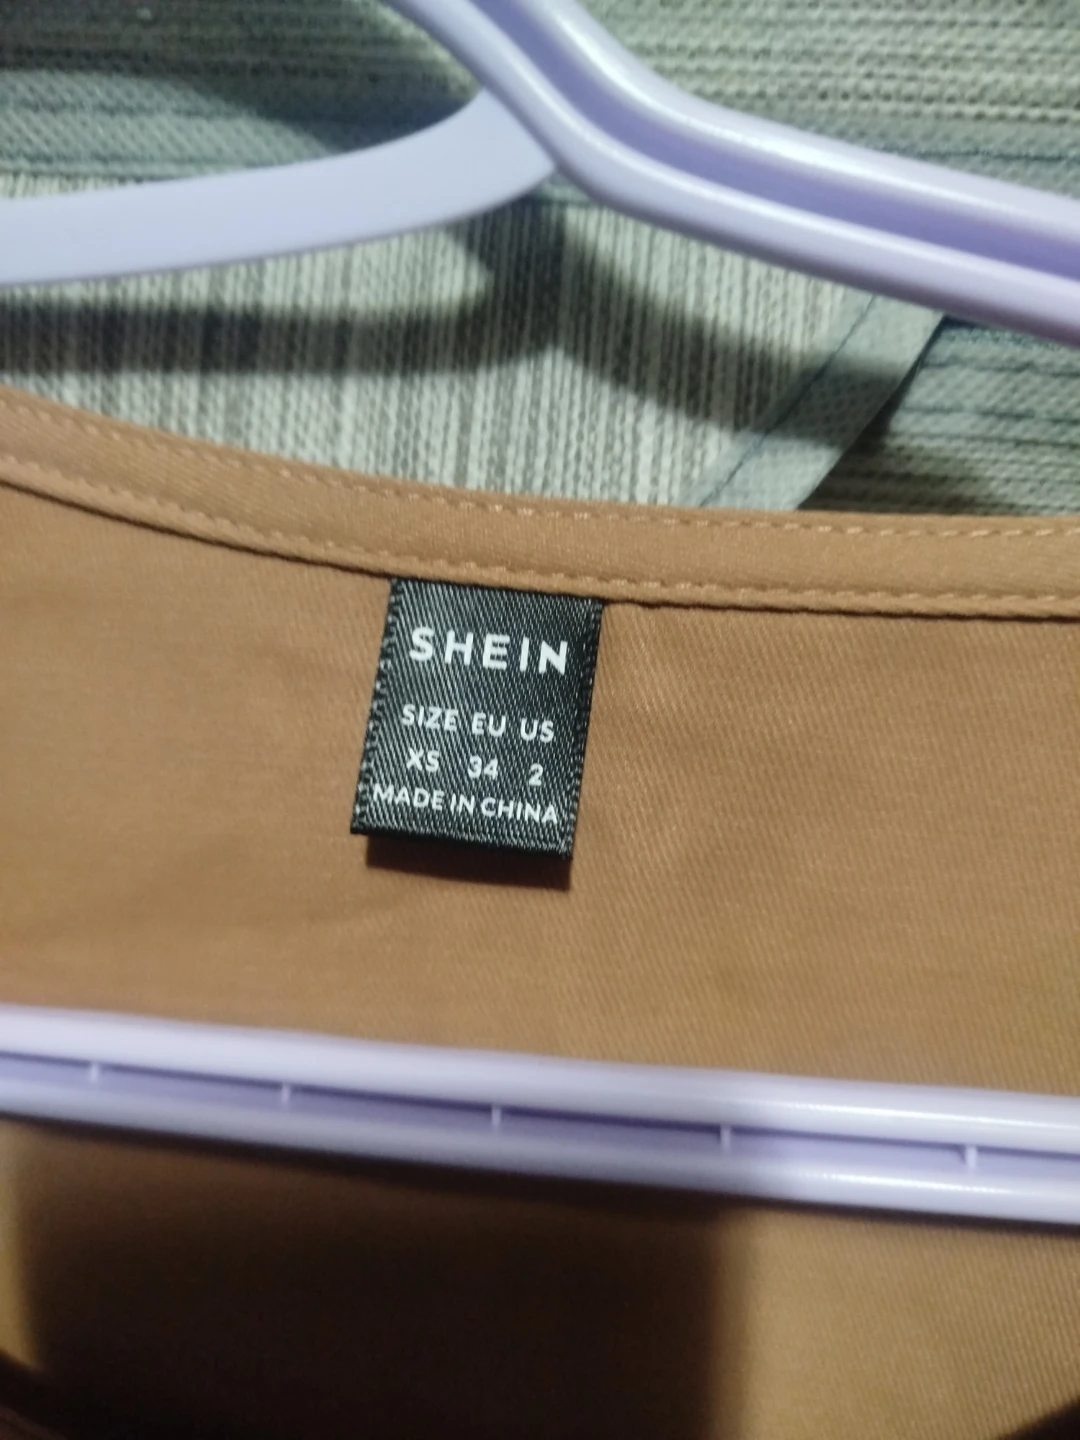 SHEIN
SIZE EU US
XS 34 2
MADE IN CHINA